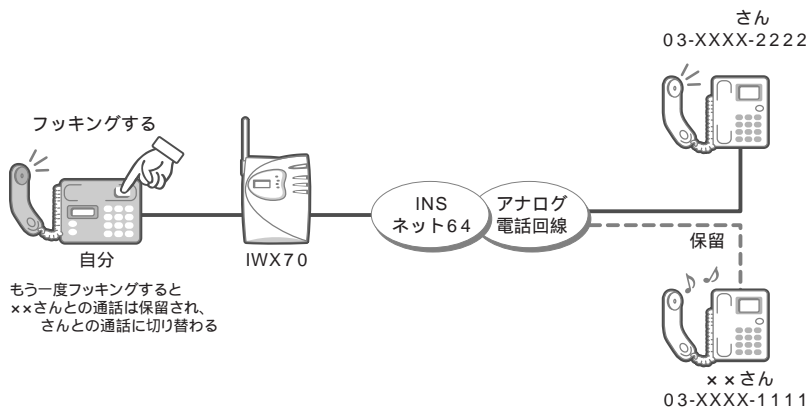 さん
03-XXXX-2222
フッキングする
INS
ネット64
アナログ
電話回線
保留
自分
IWX70
もう一度フッキングすると
××さんとの通話は保留され、
さんとの通話に切り替わる
××さん
03-XXXX-1111